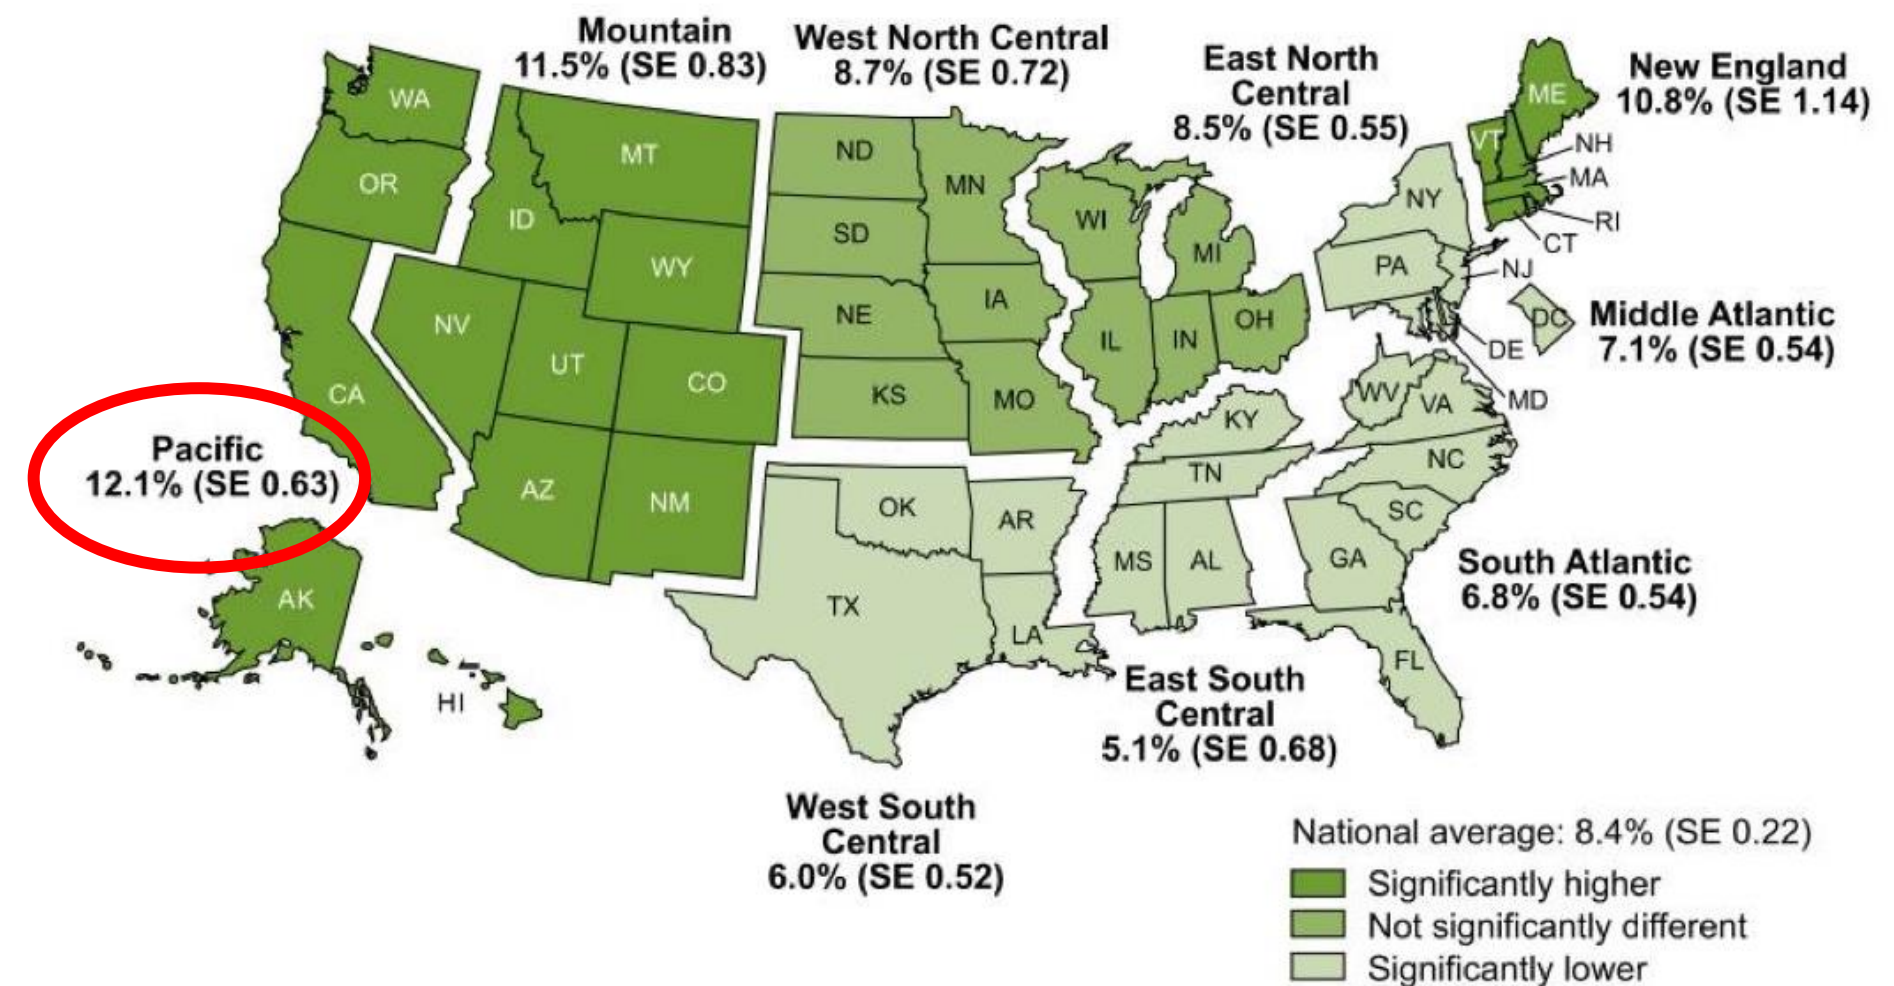 Mountain
11.5% (SE 0.83)
West North Central
8.7% (SE 0.72)
East North
Central
8.5% (SE 0.55)
New England
10.8% (SE 1.14)
WA
OR
CA
MT
ID
WY
NV
UT
CO
AZ
NM
ND
SD
NE
KS
MN
IA
MO
WI
MI
IL
IN
OH
NY
PA
ME
VT
NH
MA
RI
CT
NJ
DC
DE
MD
Middle Atlantic
7.1% (SE 0.54)
Pacific
12.1% (SE 0.63)
AK
HI
OK
AR
TX
LA
KY
TN
MS
AL
WV
VA
NC
SC
GA
FL
South Atlantic
6.8% (SE 0.54)
East South
Central
5.1% (SE 0.68)
West South
Central
6.0% (SE 0.52)
National average: 8.4% (SE 0.22)
Significantly higher
Not significantly different
Significantly lower